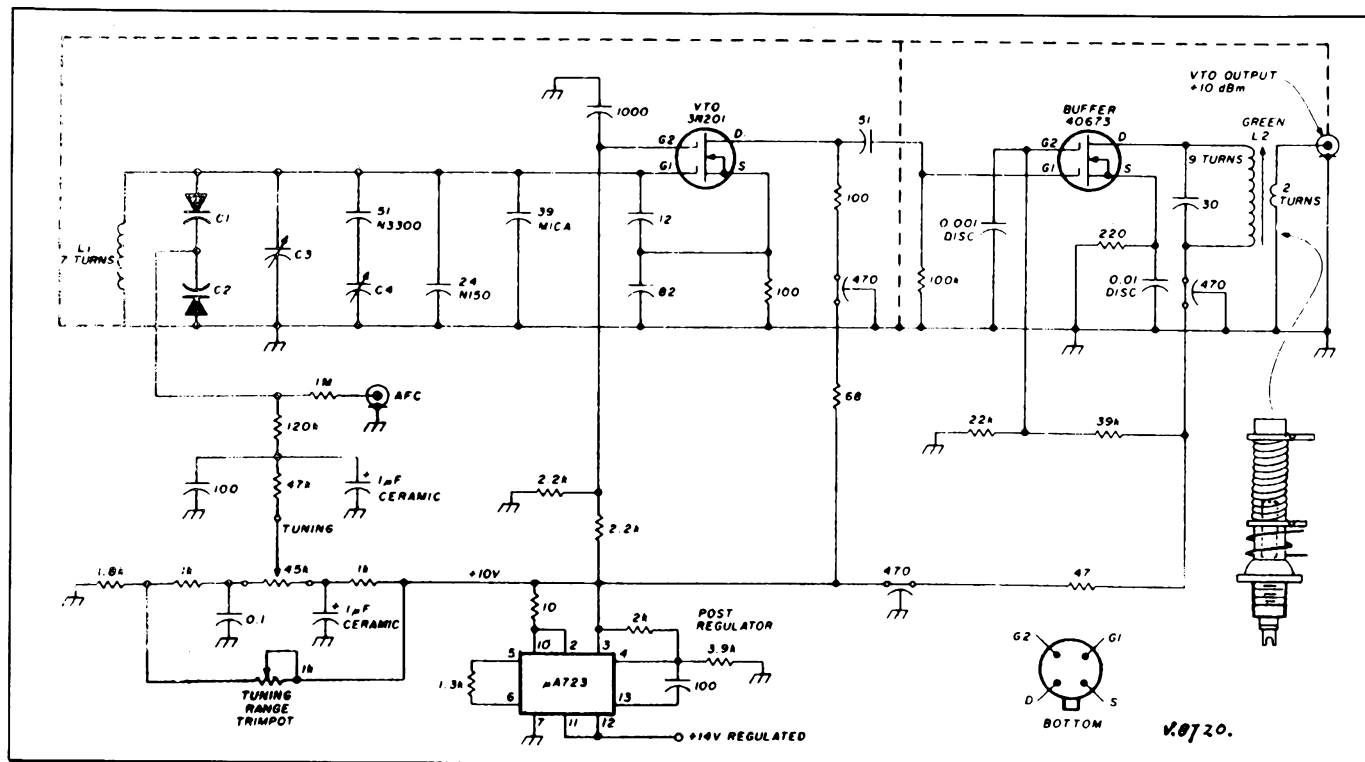 VTO OUTPUT
+10 dBm
1000
VTO
3N201
BUFFER
40673
GREEN
L2
G2
D
G1
S
51
G2
D
G1
S
9 TURNS
2
TURNS
C1
51
N3300
39
MICA
12
100
0.001
DISC
30
L1
7 TURNS
C3
220
C2
C4
24
N150
82
100
470
100k
0.01
DISC
470
1M
AFC
68
120k
22k
39k
100
47k
+
1µF
CERAMIC
2.2k
TUNING
2.2k
1.8k
1k
45k
1k
+10V
470
47
0.1
+
1µF
CERAMIC
10
2k
POST
REGULATOR
10
2
3
5
4
3.9k
G2
G1
1k
1.3k
µA723
100
6
13
TUNING
RANGE
TRIMPOT
7
11
12
D
S
BOTTOM
+14V REGULATED
V.8720.